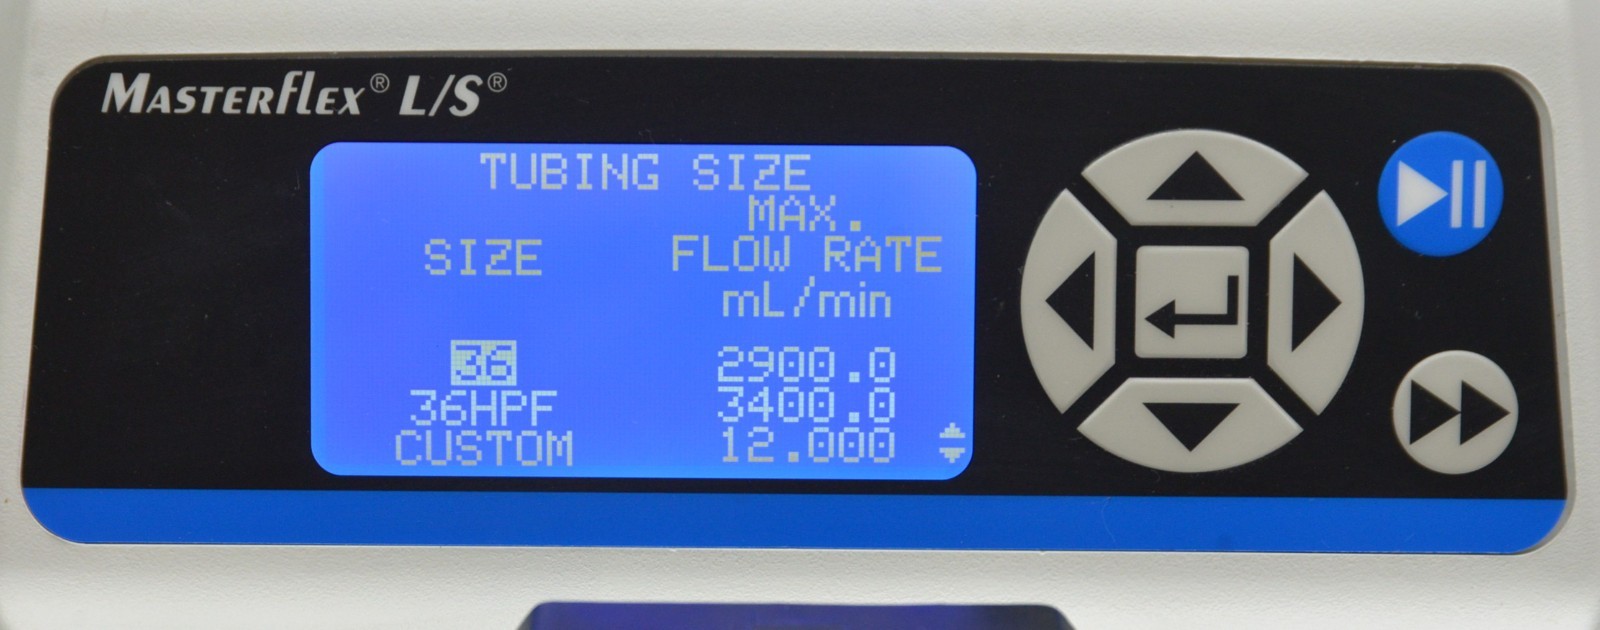 MASTERFLEX® L/S®
TUBING SIZE
MAX.
SIZE FLOW RATE
mL/min
36 2900.0
36HPF 3400.0
CUSTOM 12.000